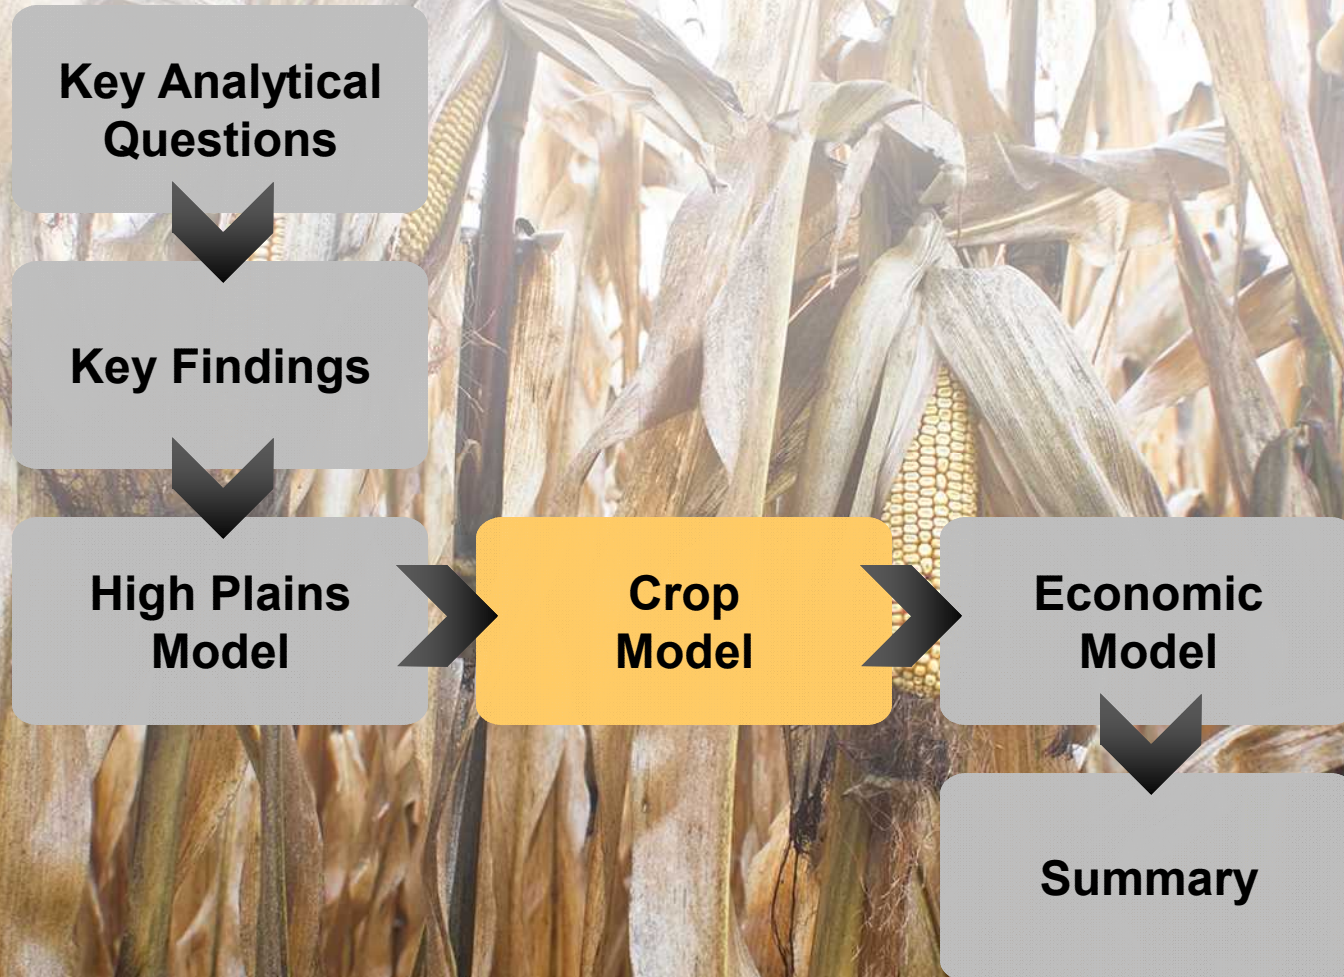 Key Analytical
Questions
Key Findings
High Plains
Model
Crop
Model
Economic
Model
Summary